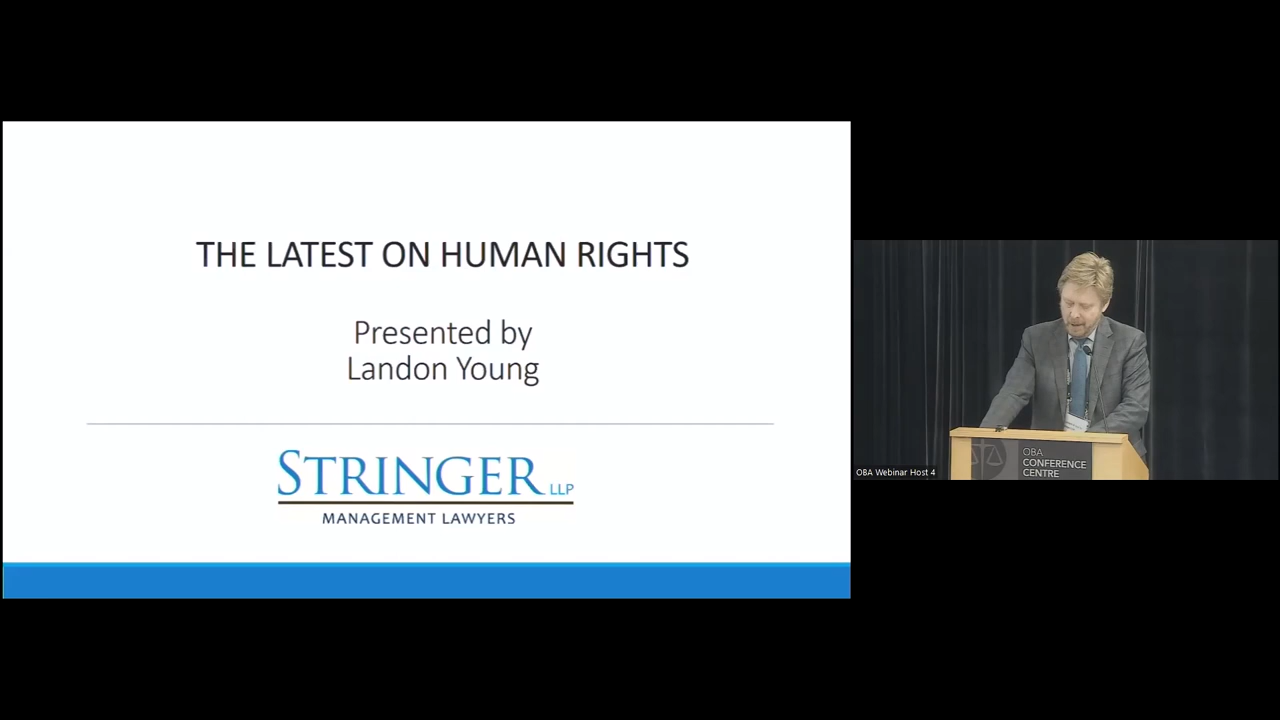 THE LATEST ON HUMAN RIGHTS
Presented by
Landon Young
STRINGER LLP
MANAGEMENT LAWYERS
OBA Webinar Host 4
OBA
CONFERENCE
CENTRE